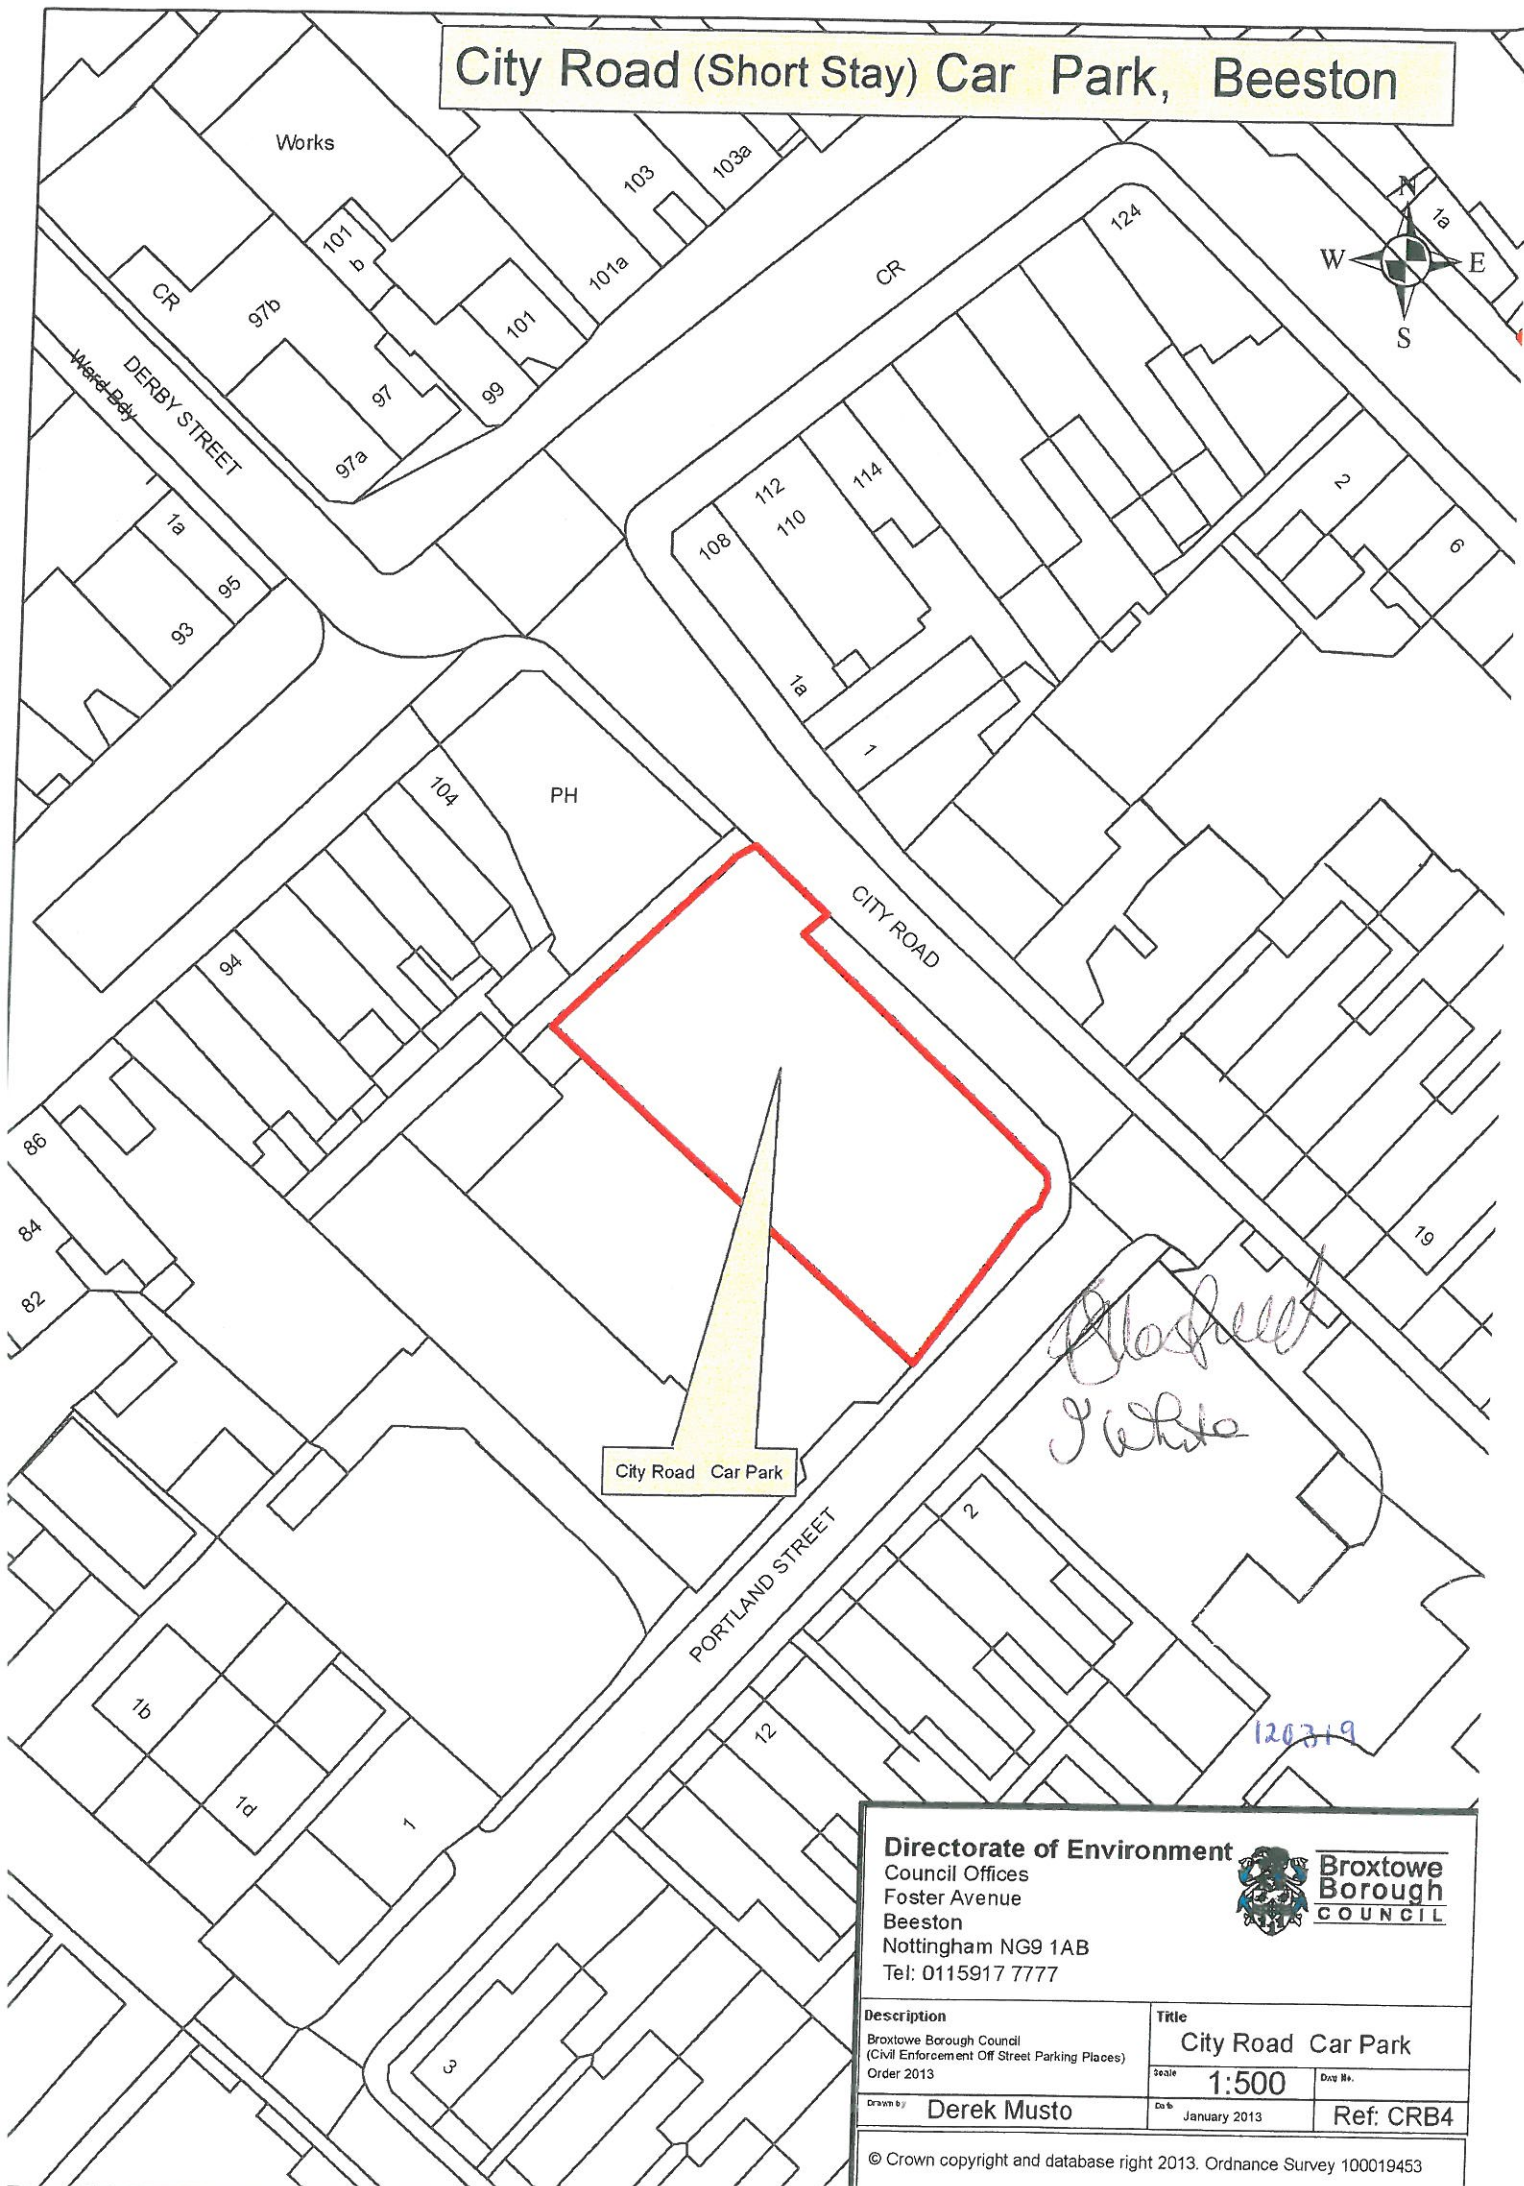 City Road (Short Stay) Car Park, Beeston
Works
103
103a
124
N
1a
W
E
S
101
b
101a
CR
CR
97b
101
DERBY STREET
Ward Bdy
97
99
97a
112
114
110
108
2
6
1a
95
93
1a
1
104
PH
CITY ROAD
94
86
84
82
19
J White
City Road Car Park
2
PORTLAND STREET
1b
12
1d
1
3
120319
Directorate of Environment
Council Offices
Foster Avenue
Beeston
Nottingham NG9 1AB
Tel: 0115917 7777
Broxtowe
Borough
COUNCIL
Description
Broxtowe Borough Council
(Civil Enforcement Off Street Parking Places)
Order 2013
Title
City Road Car Park
Scale
1:500
Dwg No.
Drawn by
Derek Musto
Date
January 2013
Ref: CRB4
© Crown copyright and database right 2013. Ordnance Survey 100019453